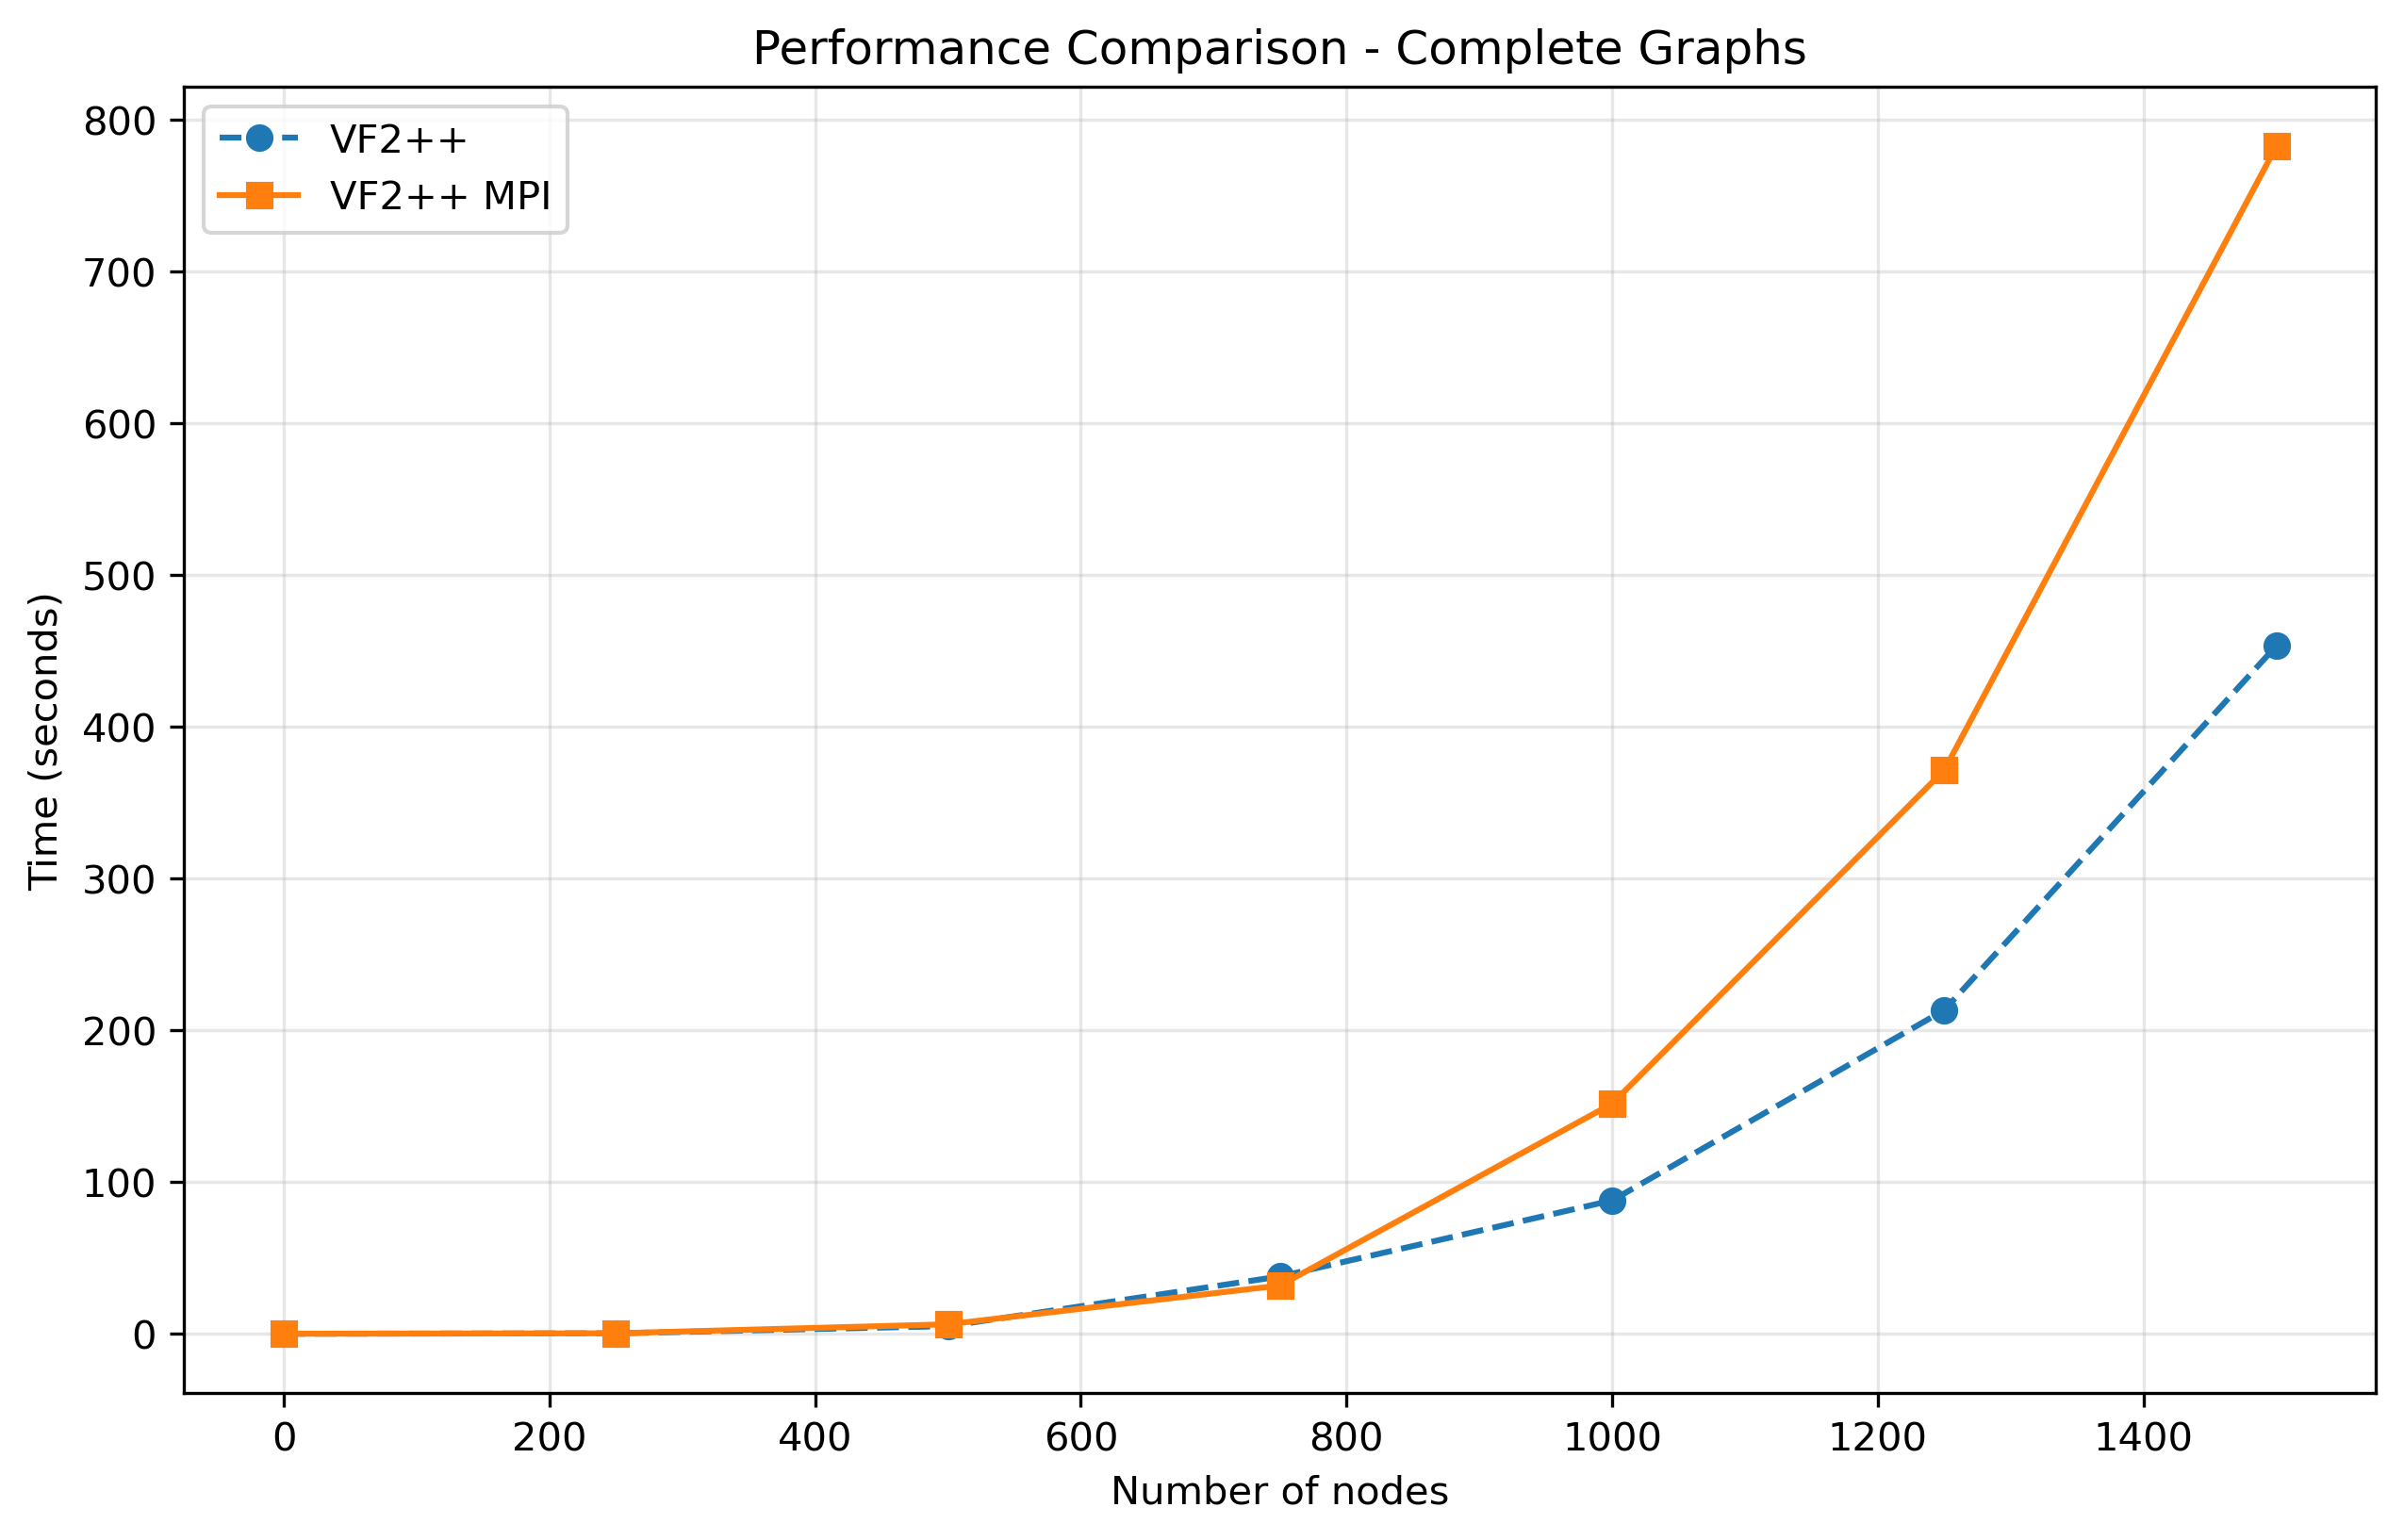 Performance Comparison - Complete Graphs
VF2++
VF2++ MPI
800
700
600
500
400
300
200
100
0
Time (seconds)
0 200 400 600 800 1000 1200 1400
Number of nodes